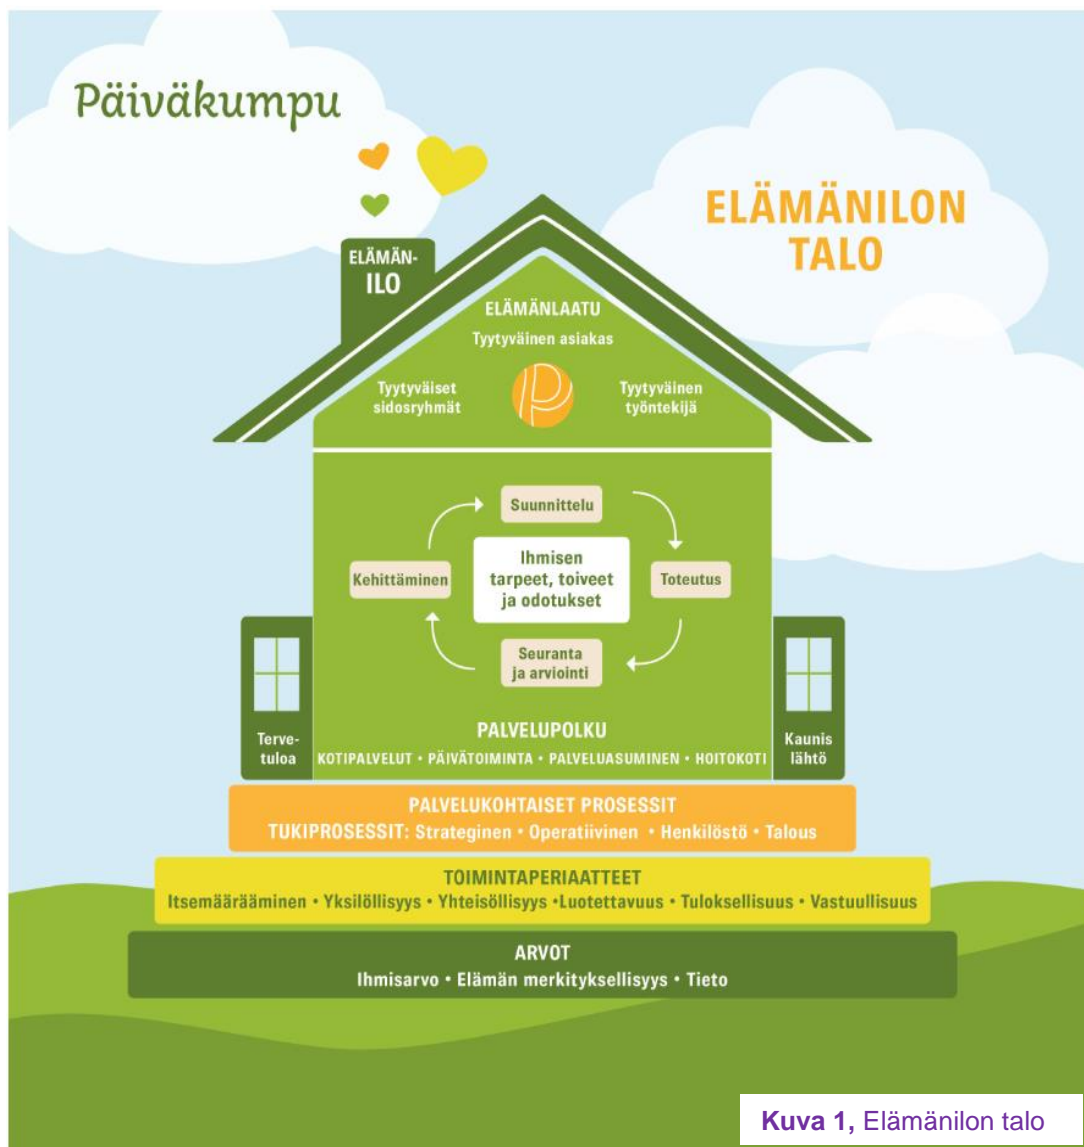 Päiväkumpu
ELÄMÄNILON
TALO
ELÄMÄN-
ILO
ELÄMÄNLAATU
Tyytyväinen asiakas
Tyytyväiset
sidosryhmät
P
Tyytyväinen
työntekijä
Suunnittelu
Kehittäminen
Ihmisen
tarpeet, toiveet
ja odotukset
Toteutus
Seuranta
ja arviointi
Terve-
tuloa
PALVELUPOLKU
KOTIPALVELUT • PÄIVÄTOIMINTA • PALVELUASUMINEN • HOITOKOTI
Kaunis
lähtö
PALVELUKOHTAISET PROSESSIT
TUKIPROSESSIT: Strateginen • Operatiivinen • Henkilöstö • Talous
TOIMINTAPERIAATTEET
Itsemäärääminen • Yksilöllisyys • Yhteisöllisyys •Luotettavuus • Tuloksellisuus • Vastuullisuus
ARVOT
Ihmisarvo • Elämän merkityksellisyys • Tieto
Kuva 1, Elämänilon talo